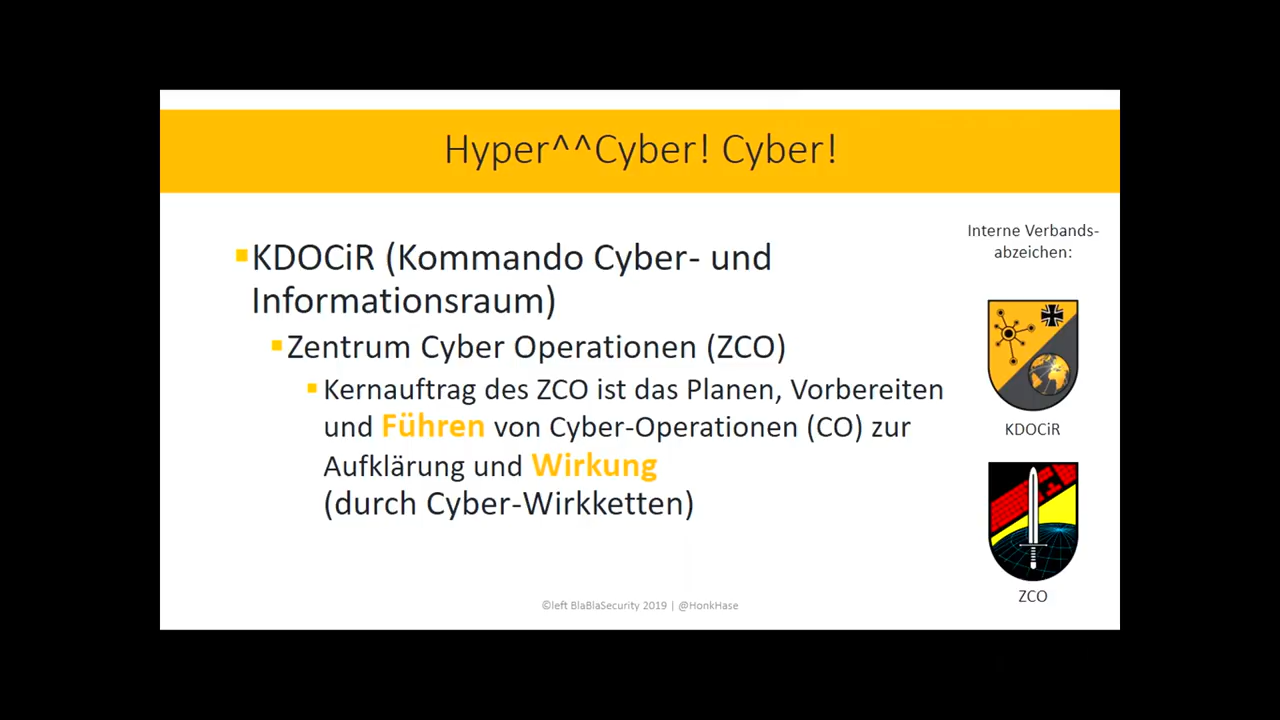 Hyper^^Cyber! Cyber!
KDOCiR (Kommando Cyber- und
Informationsraum)
Zentrum Cyber Operationen (ZCO)
Kernauftrag des ZCO ist das Planen, Vorbereiten
und Führen von Cyber-Operationen (CO) zur
Aufklärung und Wirkung
(durch Cyber-Wirkketten)
Interne Verbands-
abzeichen:
KDOCiR
ZCO
©left BlaBlaSecurity 2019 | @HonkHase